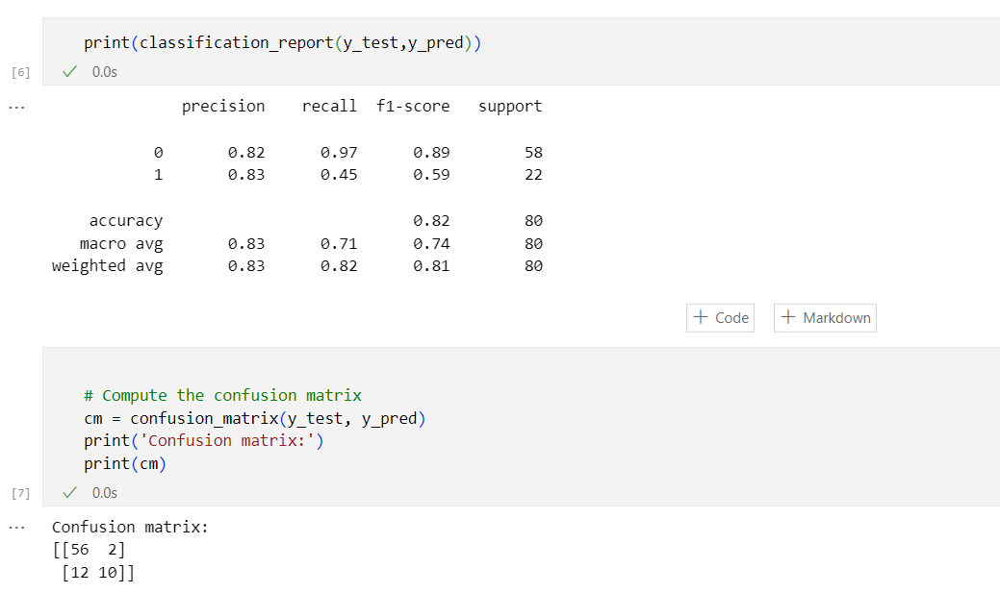 print(classification_report(y_test,y_pred))
[6]
0.0s
...
precision recall f1-score support
0 0.82 0.97 0.89 58
1 0.83 0.45 0.59 22
accuracy 0.82 80
macro avg 0.83 0.71 0.74 80
weighted avg 0.83 0.82 0.81 80
+ Code + Markdown
# Compute the confusion matrix
cm = confusion_matrix(y_test, y_pred)
print('Confusion matrix:')
print(cm)
[7]
0.0s
...
Confusion matrix:
[[56 2]
[12 10]]